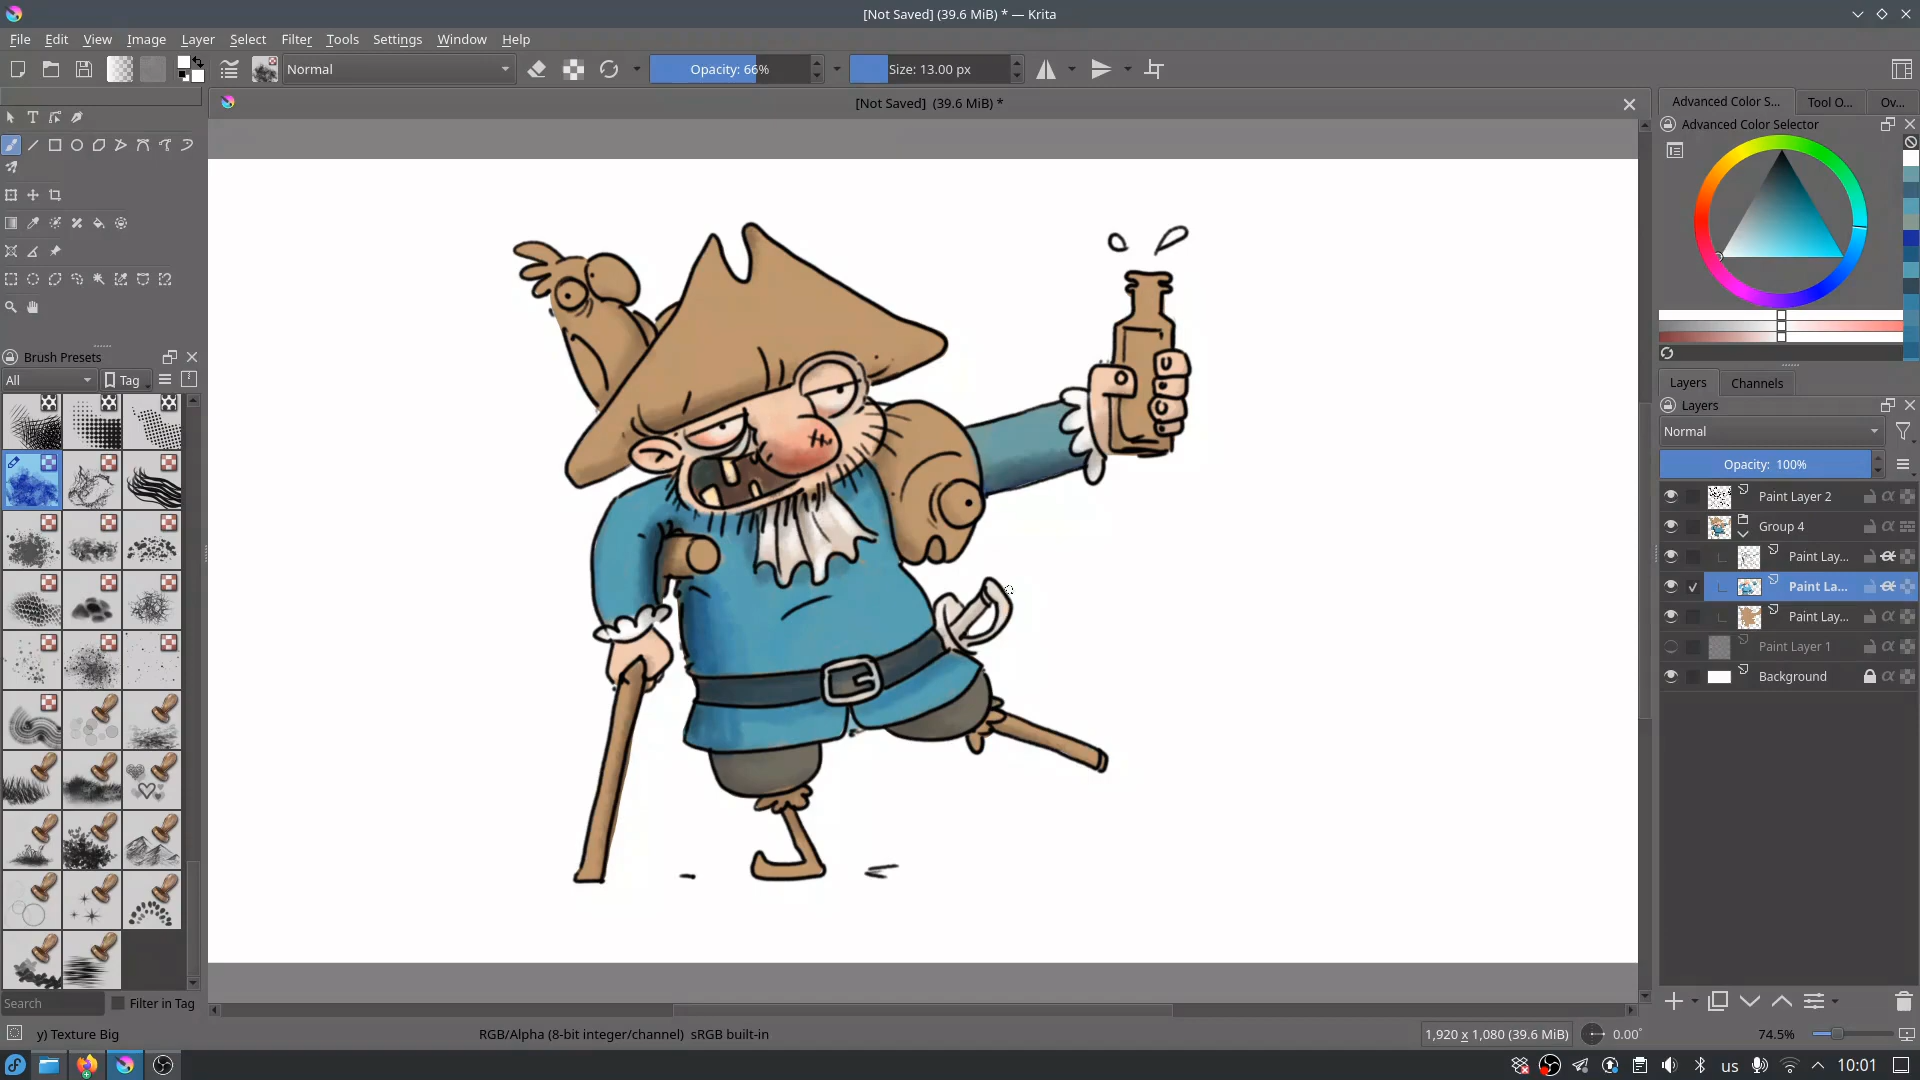 [Not Saved] (39.6 MiB) * — Krita
File Edit View Image Layer Select Filter Tools Settings Window Help
Normal Opacity: 66% Size: 13.00 px
[Not Saved] (39.6 MiB) *
Advanced Color S... Tool O... Ov...
Advanced Color Selector
Brush Presets
All Tag
Layers Channels
Layers
Normal
Opacity: 100%
Paint Layer 2
Group 4
Paint Lay...
Paint La...
Paint Lay...
Paint Layer 1
Background
Search Filter in Tag
y) Texture Big
RGB/Alpha (8-bit integer/channel) sRGB built-in
1,920 x 1,080 (39.6 MiB)
0.00°
74.5%
us
10:01